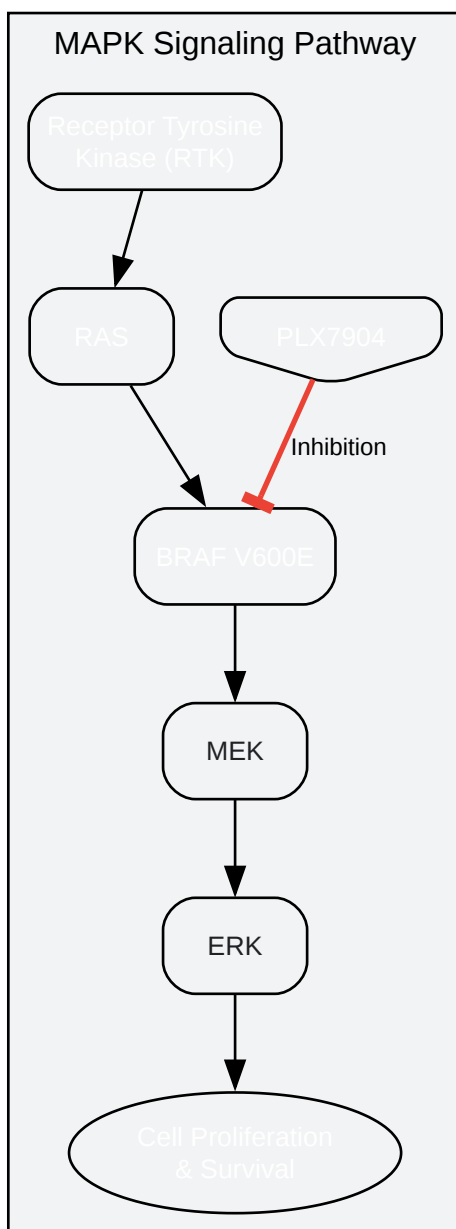 MAPK Signaling Pathway
Receptor Tyrosine
Kinase (RTK)
RAS
PLX7904
Inhibition
BRAF V600E
MEK
ERK
Cell Proliferation
& Survival